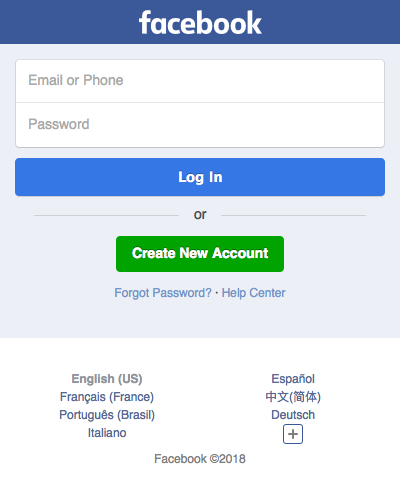 facebook
Email or Phone
Password
Log In
or
Create New Account
Forgot Password? · Help Center
English (US)
Español
Français (France)
中文(简体)
Português (Brasil)
Deutsch
Italiano
+
Facebook ©2018